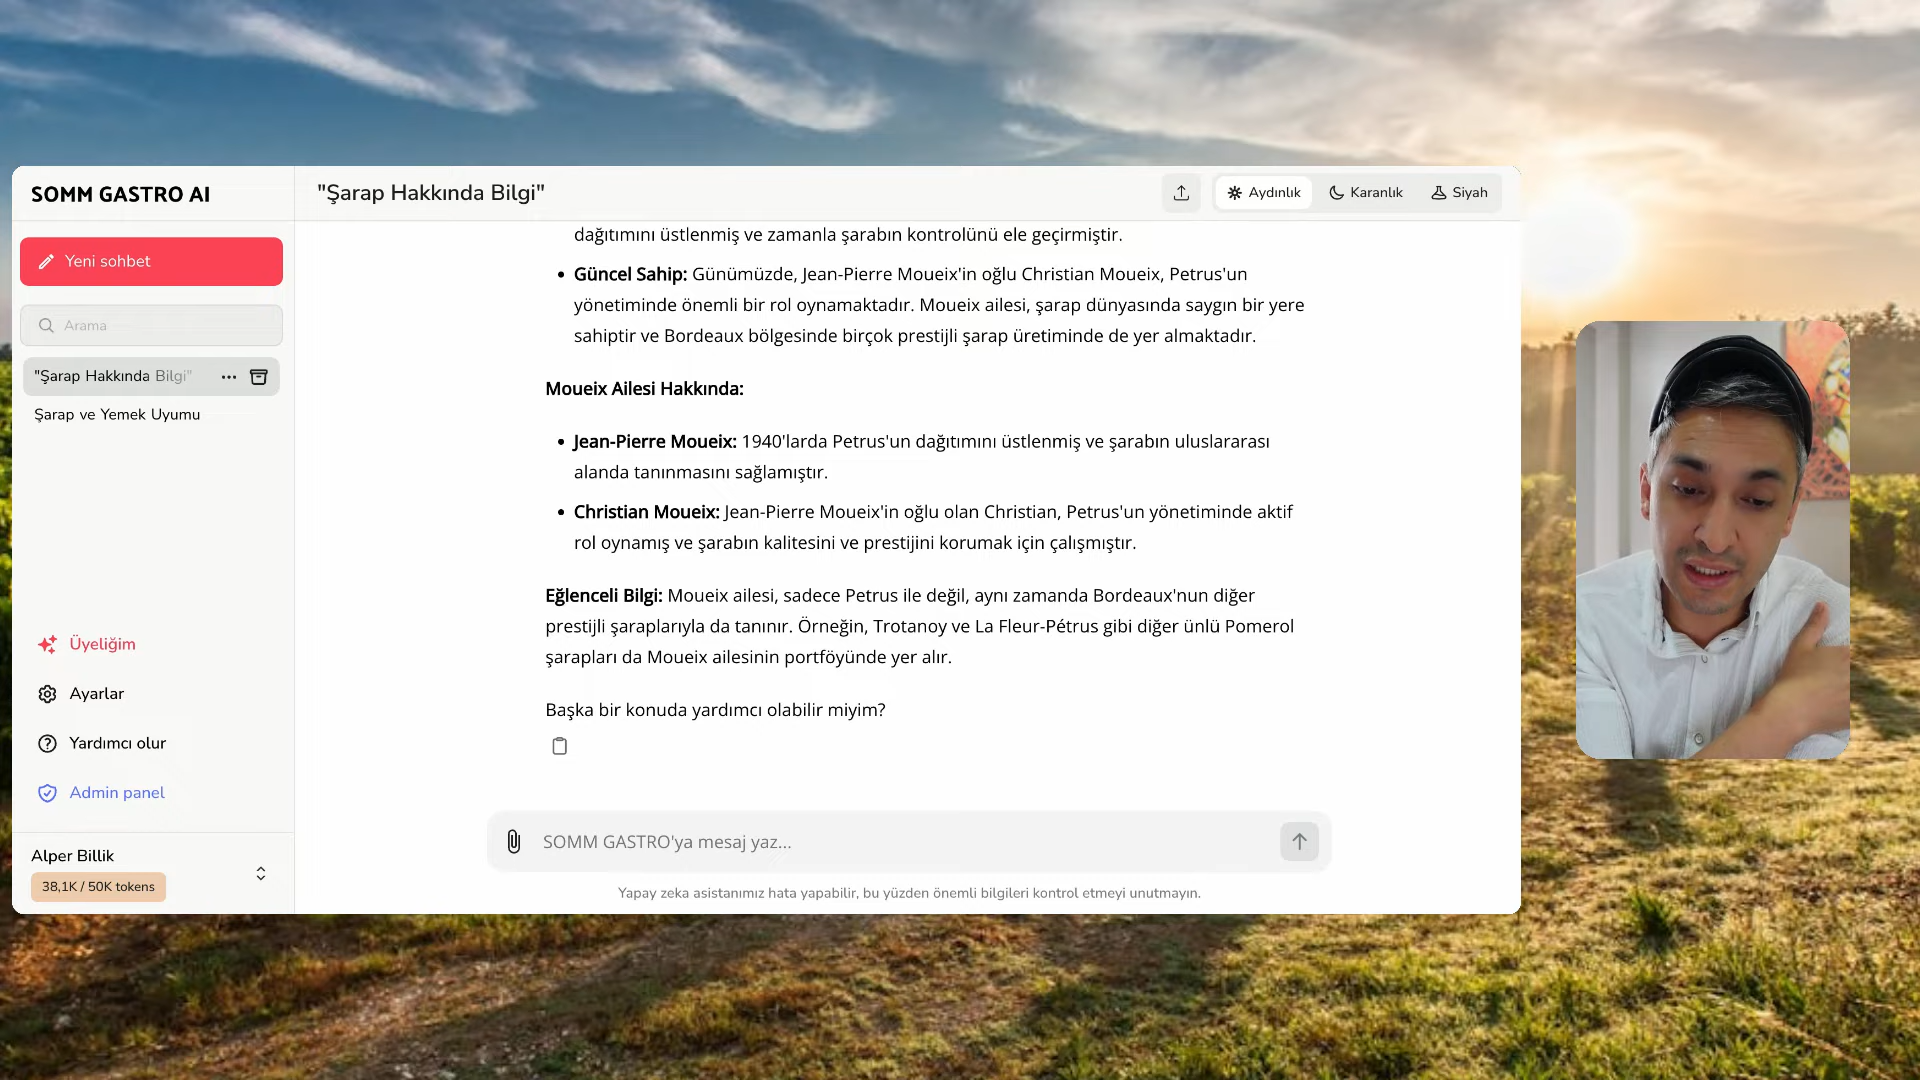 SOMM GASTRO AI
"Şarap Hakkında Bilgi"
Aydınlık
Karanlık
Siyah
Yeni sohbet
Arama
"Şarap Hakkında Bilgi"
Şarap ve Yemek Uyumu
Üyeliğim
Ayarlar
Yardımcı olur
Admin panel
Alper Billik
38,1K / 50K tokens
dağıtımını üstlenmiş ve zamanla şarabın kontrolünü ele geçirmiştir.
• Güncel Sahip: Günümüzde, Jean-Pierre Moueix'in oğlu Christian Moueix, Petrus'un
yönetiminde önemli bir rol oynamaktadır. Moueix ailesi, şarap dünyasında saygın bir yere
sahiptir ve Bordeaux bölgesinde birçok prestijli şarap üretiminde de yer almaktadır.
Moueix Ailesi Hakkında:
• Jean-Pierre Moueix: 1940'larda Petrus'un dağıtımını üstlenmiş ve şarabın uluslararası
alanda tanınmasını sağlamıştır.
• Christian Moueix: Jean-Pierre Moueix'in oğlu olan Christian, Petrus'un yönetiminde aktif
rol oynamış ve şarabın kalitesini ve prestijini korumak için çalışmıştır.
Eğlenceli Bilgi: Moueix ailesi, sadece Petrus ile değil, aynı zamanda Bordeaux'nun diğer
prestijli şaraplarıyla da tanınır. Örneğin, Trotanoy ve La Fleur-Pétrus gibi diğer ünlü Pomerol
şarapları da Moueix ailesinin portföyünde yer alır.
Başka bir konuda yardımcı olabilir miyim?
SOMM GASTRO'ya mesaj yaz...
Yapay zeka asistanımız hata yapabilir, bu yüzden önemli bilgileri kontrol etmeyi unutmayın.